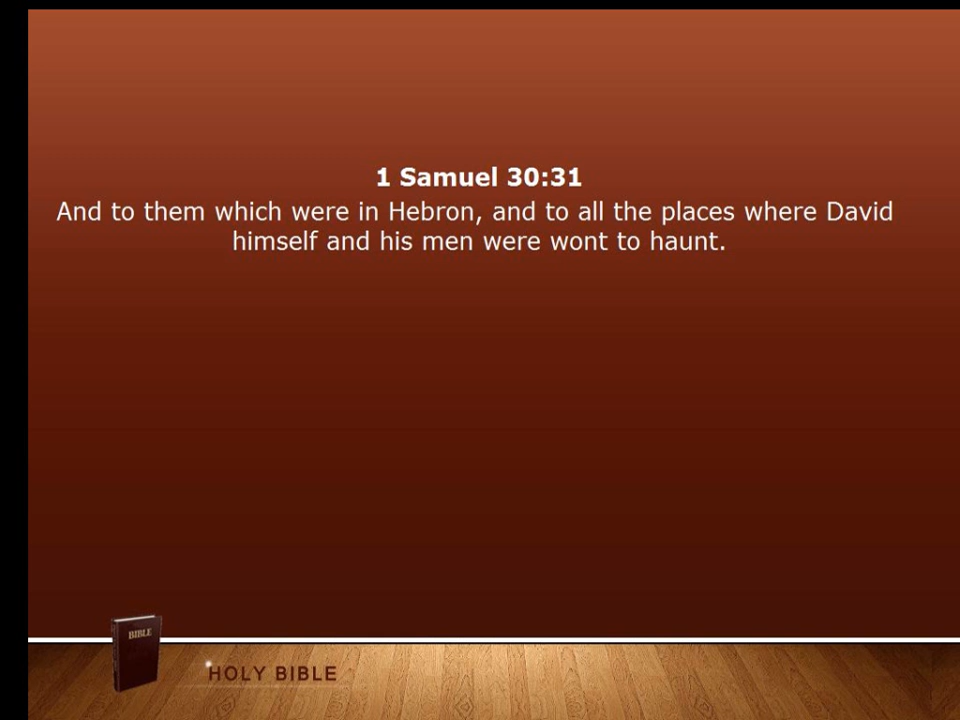 1 Samuel 30:31
And to them which were in Hebron, and to all the places where David
himself and his men were wont to haunt.
BIBLE
HOLY BIBLE